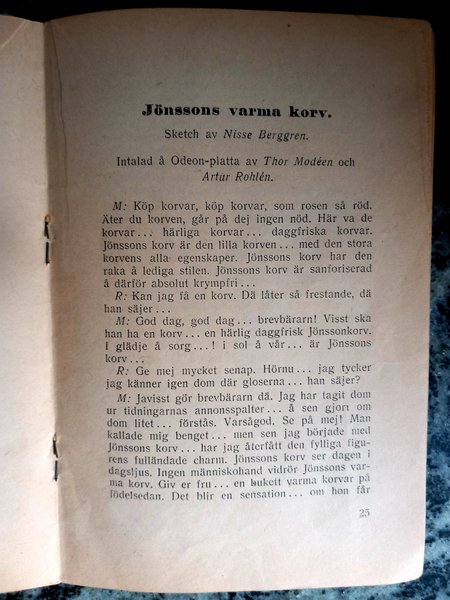 Jönssons varma korv.
Sketch av Nisse Berggren.
Intalad å Odeon-platta av Thor Modéen och
Artur Rohlén.
M: Köp korvar, köp korvar, som rosen så röd.
Äter du korven, går på dej ingen nöd. Här va de
korvar... härliga korvar... daggfriska korvar.
Jönssons korv är den lilla korven... med den stora
korvens alla egenskaper. Jönssons korv har den
raka å lediga stilen. Jönssons korv är sanforiserad
å därför absolut krympfri...
R: Kan jag få en korv. Dä låter så frestande, dä
han säjer...
M: God dag, god dag... brevbärarn! Visst ska
han ha en korv... en härlig daggfrisk Jönssonkorv.
I glädje å sorg...! i sol å vår... är Jönssons
korv...
R: Ge mej mycket senap. Hörnu... jag tycker
jag känner igen dom där gloserna... han säjer?
M: Javisst gör brevbärarn dä. Jag har tagit dom
ur tidningarnas annonsspalter... å sen gjort om
dom litet... förstås. Varsågod. Se på mej! Man
kallade mig benget... men sen jag började med
Jönssons korv... har jag återfått den fylliga figu-
rens fulländade charm. Jönssons korv ser dagen i
dagsljus. Ingen människohand vidrör Jönssons var-
ma korv. Giv er fru... en bukett varma korvar på
födelsedan. Det blir en sensation... om hon får
25